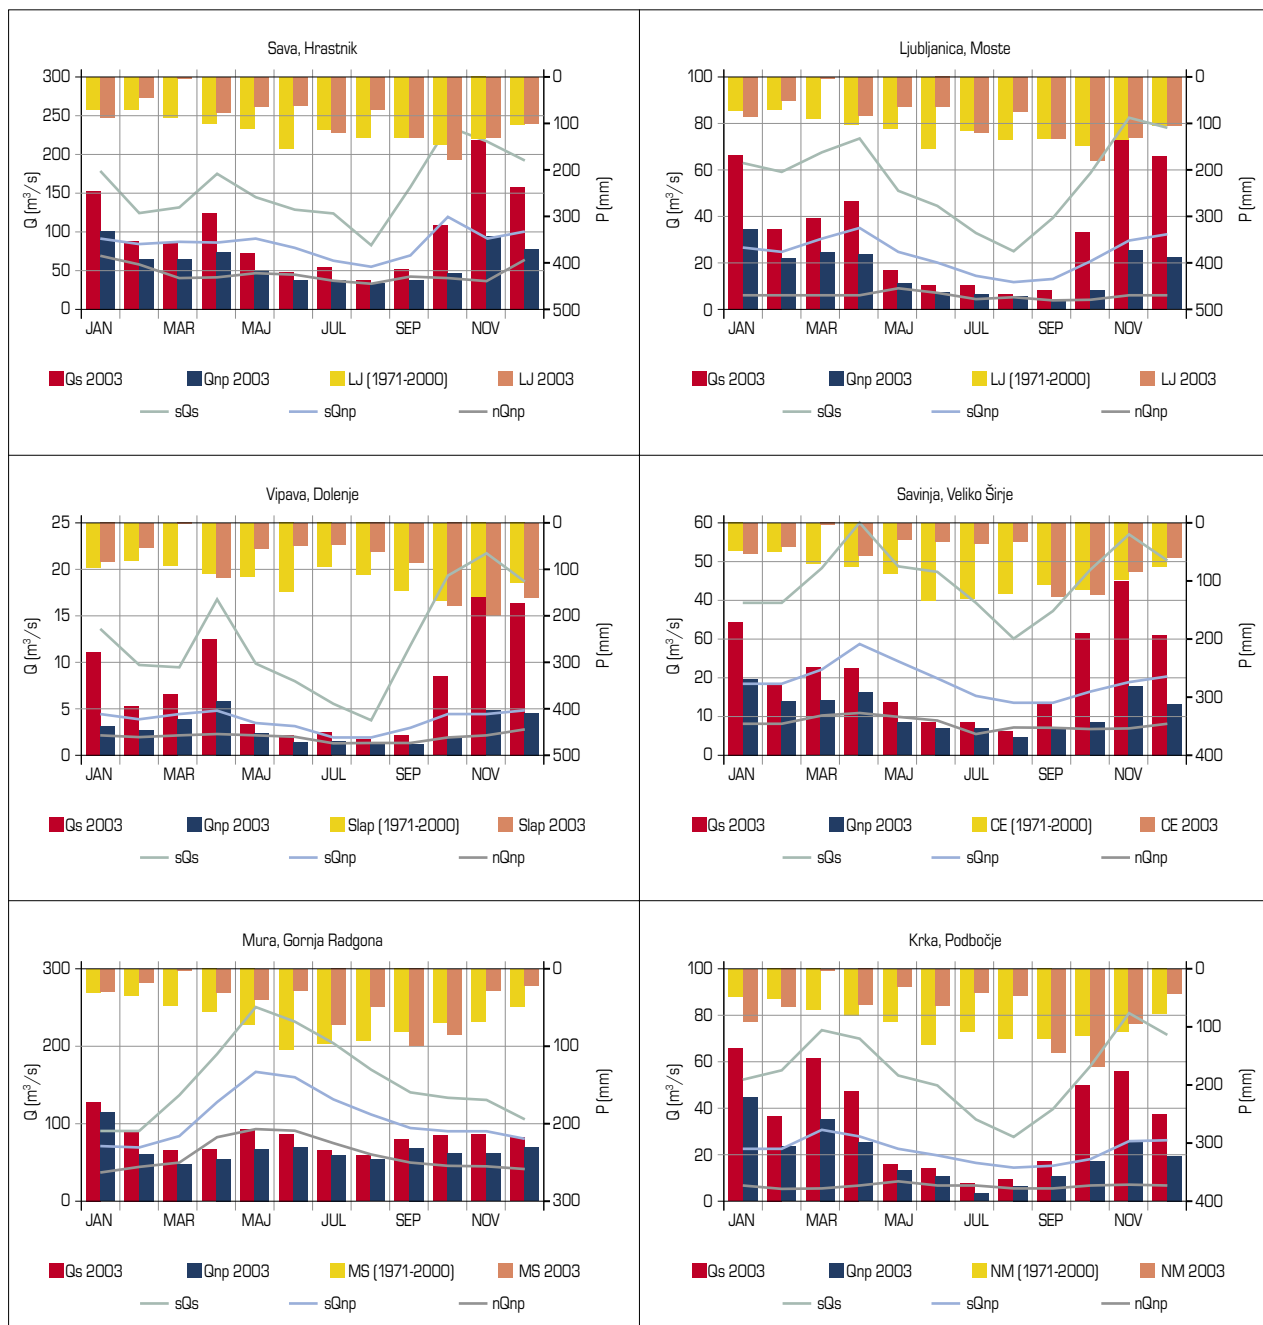 Sava, Hrastnik
300
250
200
150
100
50
0
Q (m³/s)
0
100
200
300
400
500
P (mm)
JAN MAR MAJ JUL SEP NOV
Qs 2003 Qnp 2003 LJ (1971-2000) LJ 2003
sQs sQnp nQnp
Ljubljanica, Moste
100
80
60
40
20
0
Q (m³/s)
0
100
200
300
400
500
P (mm)
JAN MAR MAJ JUL SEP NOV
Qs 2003 Qnp 2003 LJ (1971-2000) LJ 2003
sQs sQnp nQnp
Vipava, Dolenje
25
20
15
10
5
0
Q (m³/s)
0
100
200
300
400
500
P (mm)
JAN MAR MAJ JUL SEP NOV
Qs 2003 Qnp 2003 Slap (1971-2000) Slap 2003
sQs sQnp nQnp
Savinja, Veliko Širje
60
50
40
60
20
10
0
Q (m³/s)
0
100
200
300
400
P (mm)
JAN MAR MAJ JUL SEP NOV
Qs 2003 Qnp 2003 CE (1971-2000) CE 2003
sQs sQnp nQnp
Mura, Gornja Radgona
300
200
100
0
Q (m³/s)
0
100
200
300
P (mm)
JAN MAR MAJ JUL SEP NOV
Qs 2003 Qnp 2003 MS (1971-2000) MS 2003
sQs sQnp nQnp
Krka, Podbočje
100
80
60
40
20
0
Q (m³/s)
0
100
200
300
400
P (mm)
JAN MAR MAJ JUL SEP NOV
Qs 2003 Qnp 2003 NM (1971-2000) NM 2003
sQs sQnp nQnp